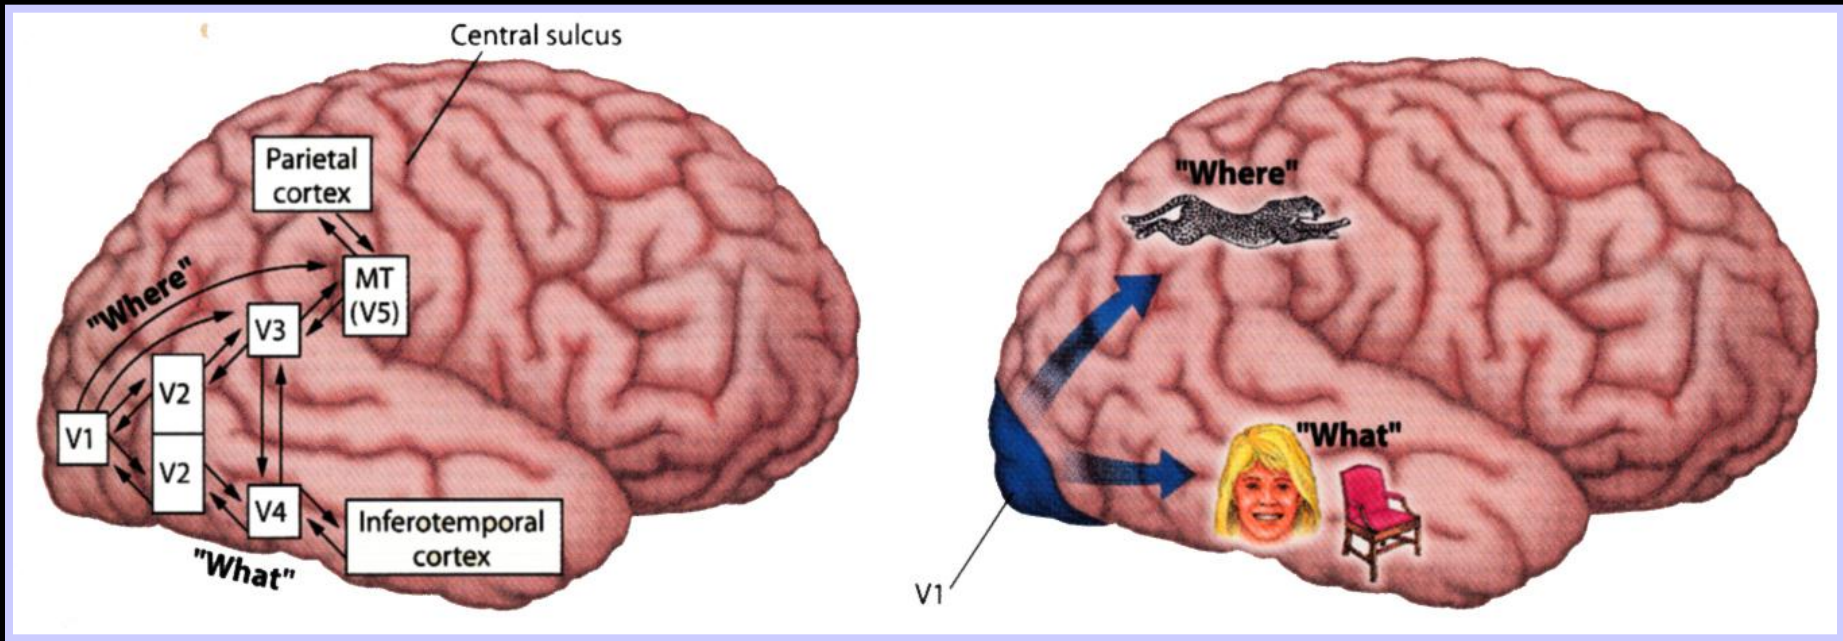 Central sulcus
Parietal
cortex
"Where"
MT
(V5)
V3
V2
V1
V2
V4
Inferotemporal
cortex
"What"
"Where"
"What"
V1